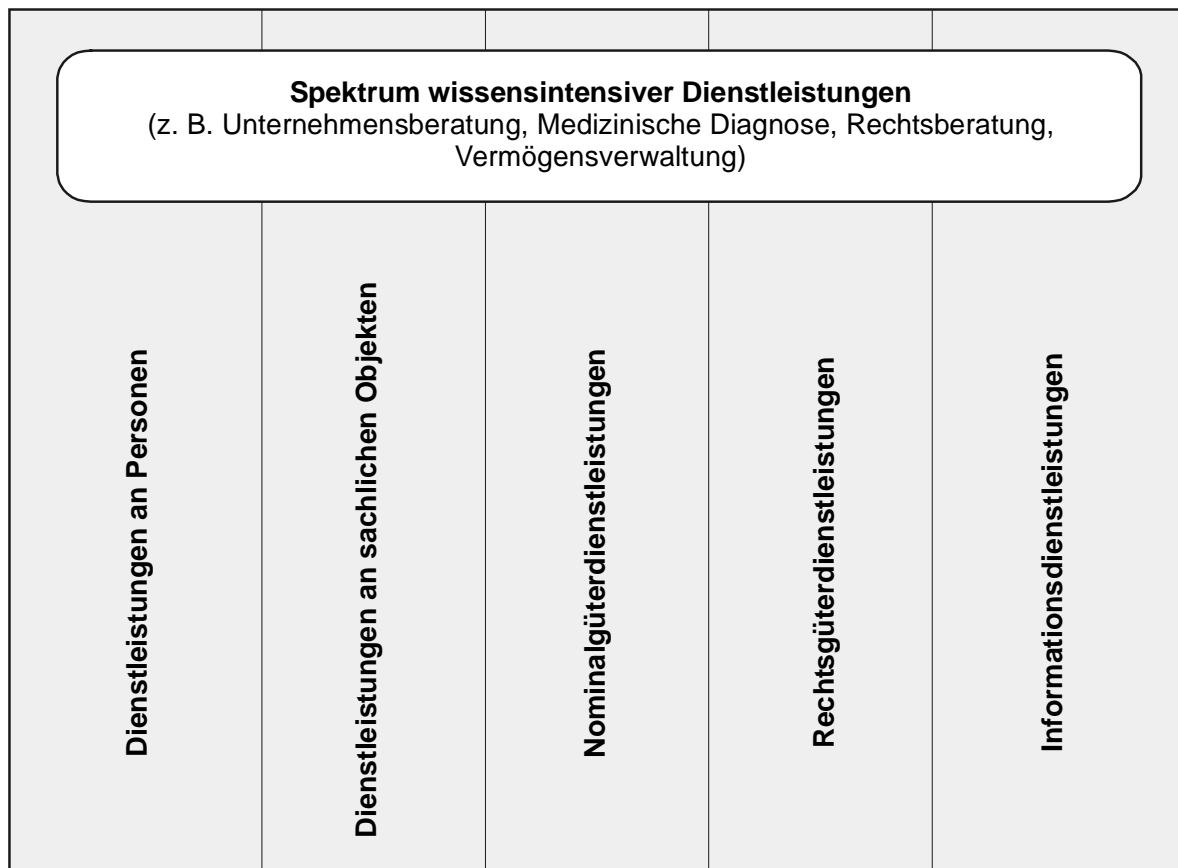 Spektrum wissensintensiver Dienstleistungen
(z. B. Unternehmensberatung, Medizinische Diagnose, Rechtsberatung,
Vermögensverwaltung)
Dienstleistungen an Personen
Dienstleistungen an sachlichen Objekten
Nominalgüterdienstleistungen
Rechtsgüterdienstleistungen
Informationsdienstleistungen